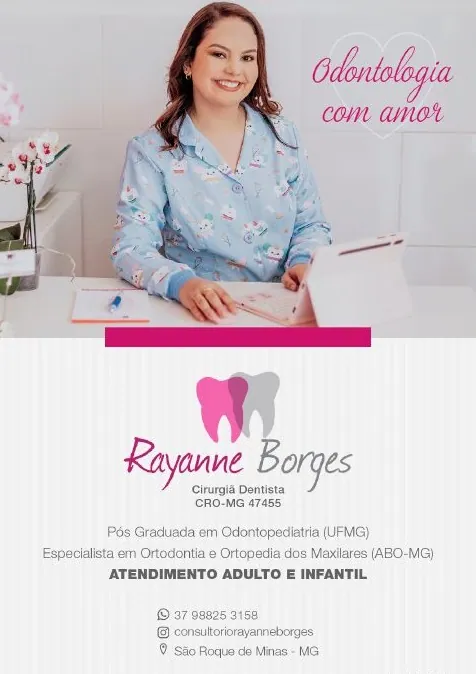 Odontologia
com amor
Rayanne Borges
Cirurgiã Dentista
CRO-MG 47455
Pós Graduada em Odontopediatria (UFMG)
Especialista em Ortodontia e Ortopedia dos Maxilares (ABO-MG)
ATENDIMENTO ADULTO E INFANTIL
37 98825 3158
consultoriorayanneborges
São Roque de Minas - MG